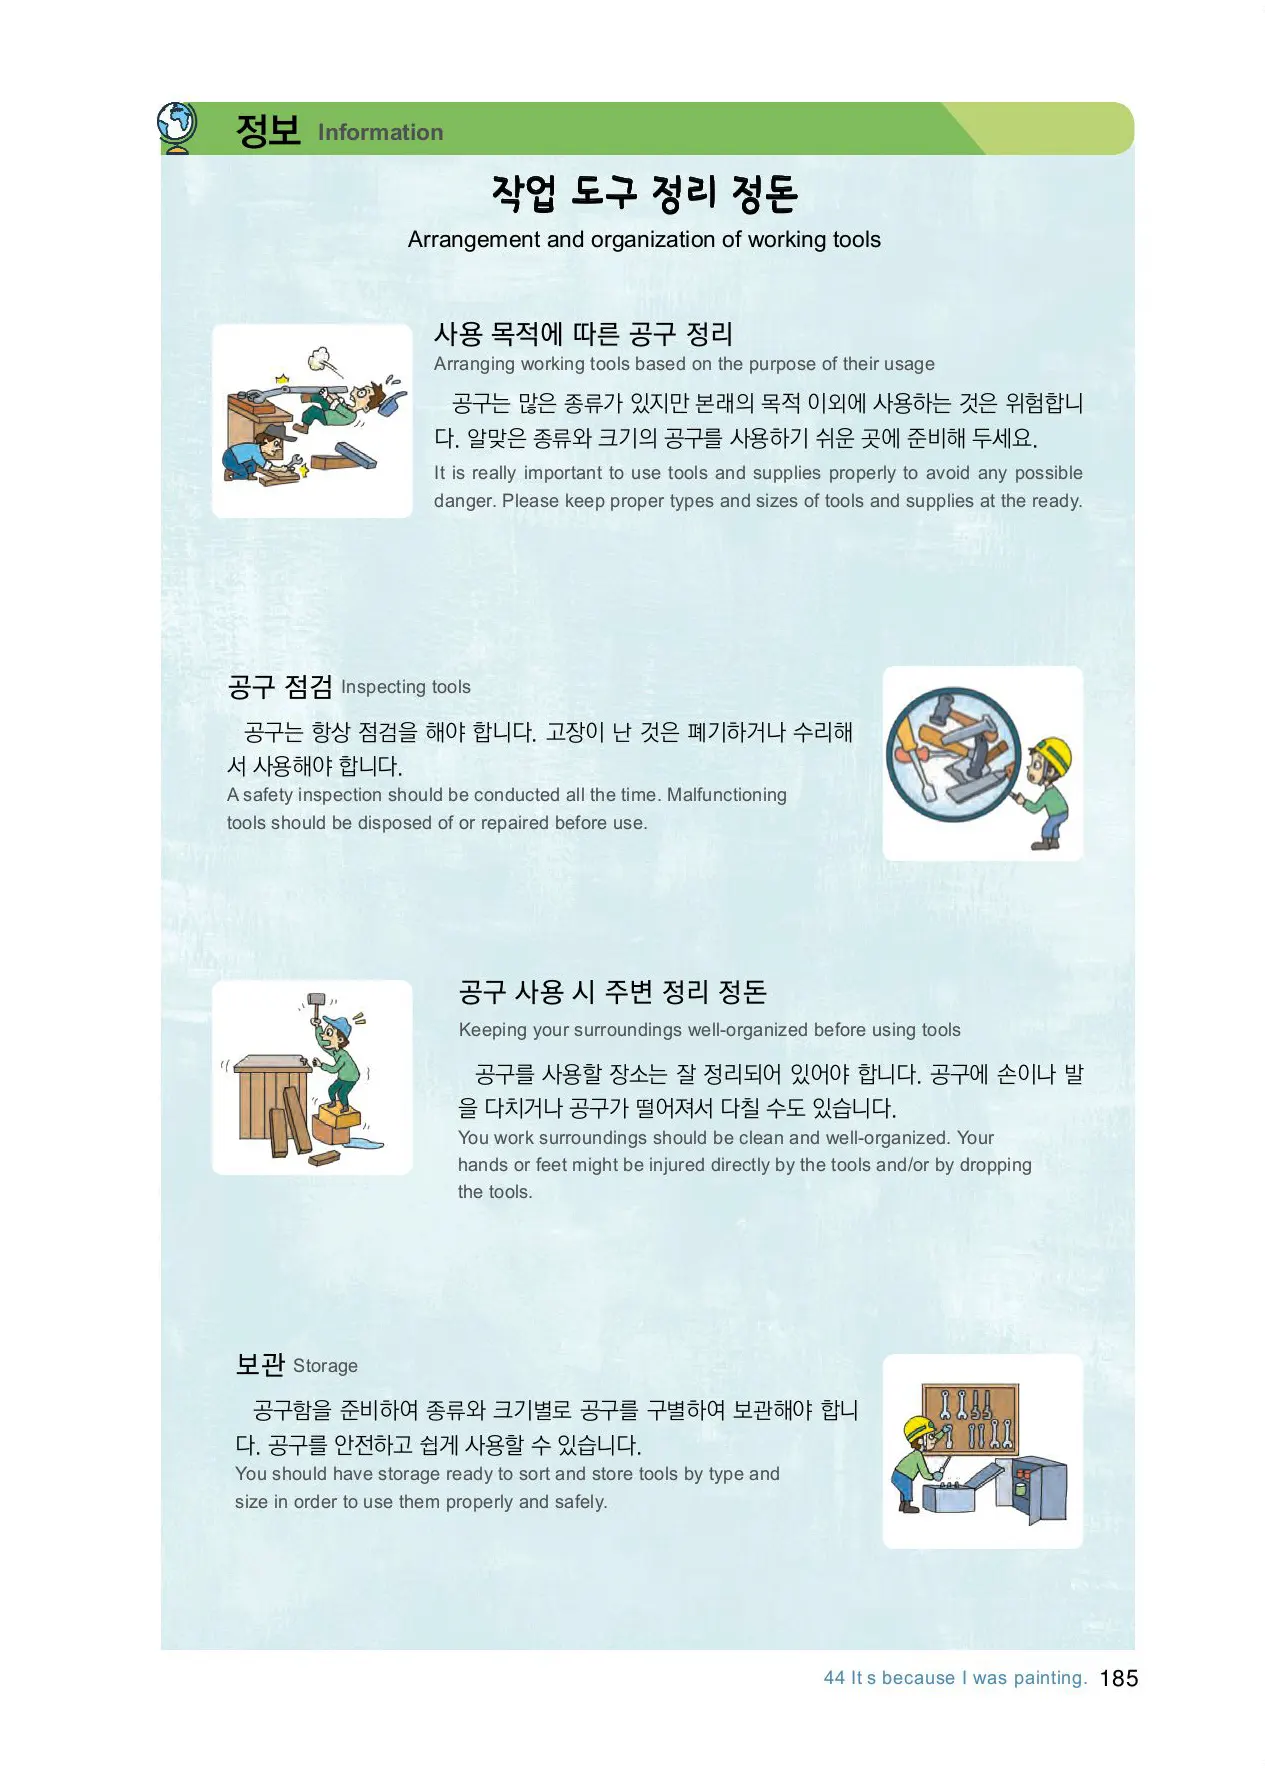 정보 Information
작업 도구 정리 정돈
Arrangement and organization of working tools
사용 목적에 따른 공구 정리
Arranging working tools based on the purpose of their usage
공구는 많은 종류가 있지만 본래의 목적 이외에 사용하는 것은 위험합니
다. 알맞은 종류와 크기의 공구를 사용하기 쉬운 곳에 준비해 두세요.
It is really important to use tools and supplies properly to avoid any possible
danger. Please keep proper types and sizes of tools and supplies at the ready.
공구 점검 Inspecting tools
공구는 항상 점검을 해야 합니다. 고장이 난 것은 폐기하거나 수리해
서 사용해야 합니다.
A safety inspection should be conducted all the time. Malfunctioning
tools should be disposed of or repaired before use.
공구 사용 시 주변 정리 정돈
Keeping your surroundings well-organized before using tools
공구를 사용할 장소는 잘 정리되어 있어야 합니다. 공구에 손이나 발
을 다치거나 공구가 떨어져서 다칠 수도 있습니다.
You work surroundings should be clean and well-organized. Your
hands or feet might be injured directly by the tools and/or by dropping
the tools.
보관 Storage
공구함을 준비하여 종류와 크기별로 공구를 구별하여 보관해야 합니
다. 공구를 안전하고 쉽게 사용할 수 있습니다.
You should have storage ready to sort and store tools by type and
size in order to use them properly and safely.
44 It s because I was painting. 185